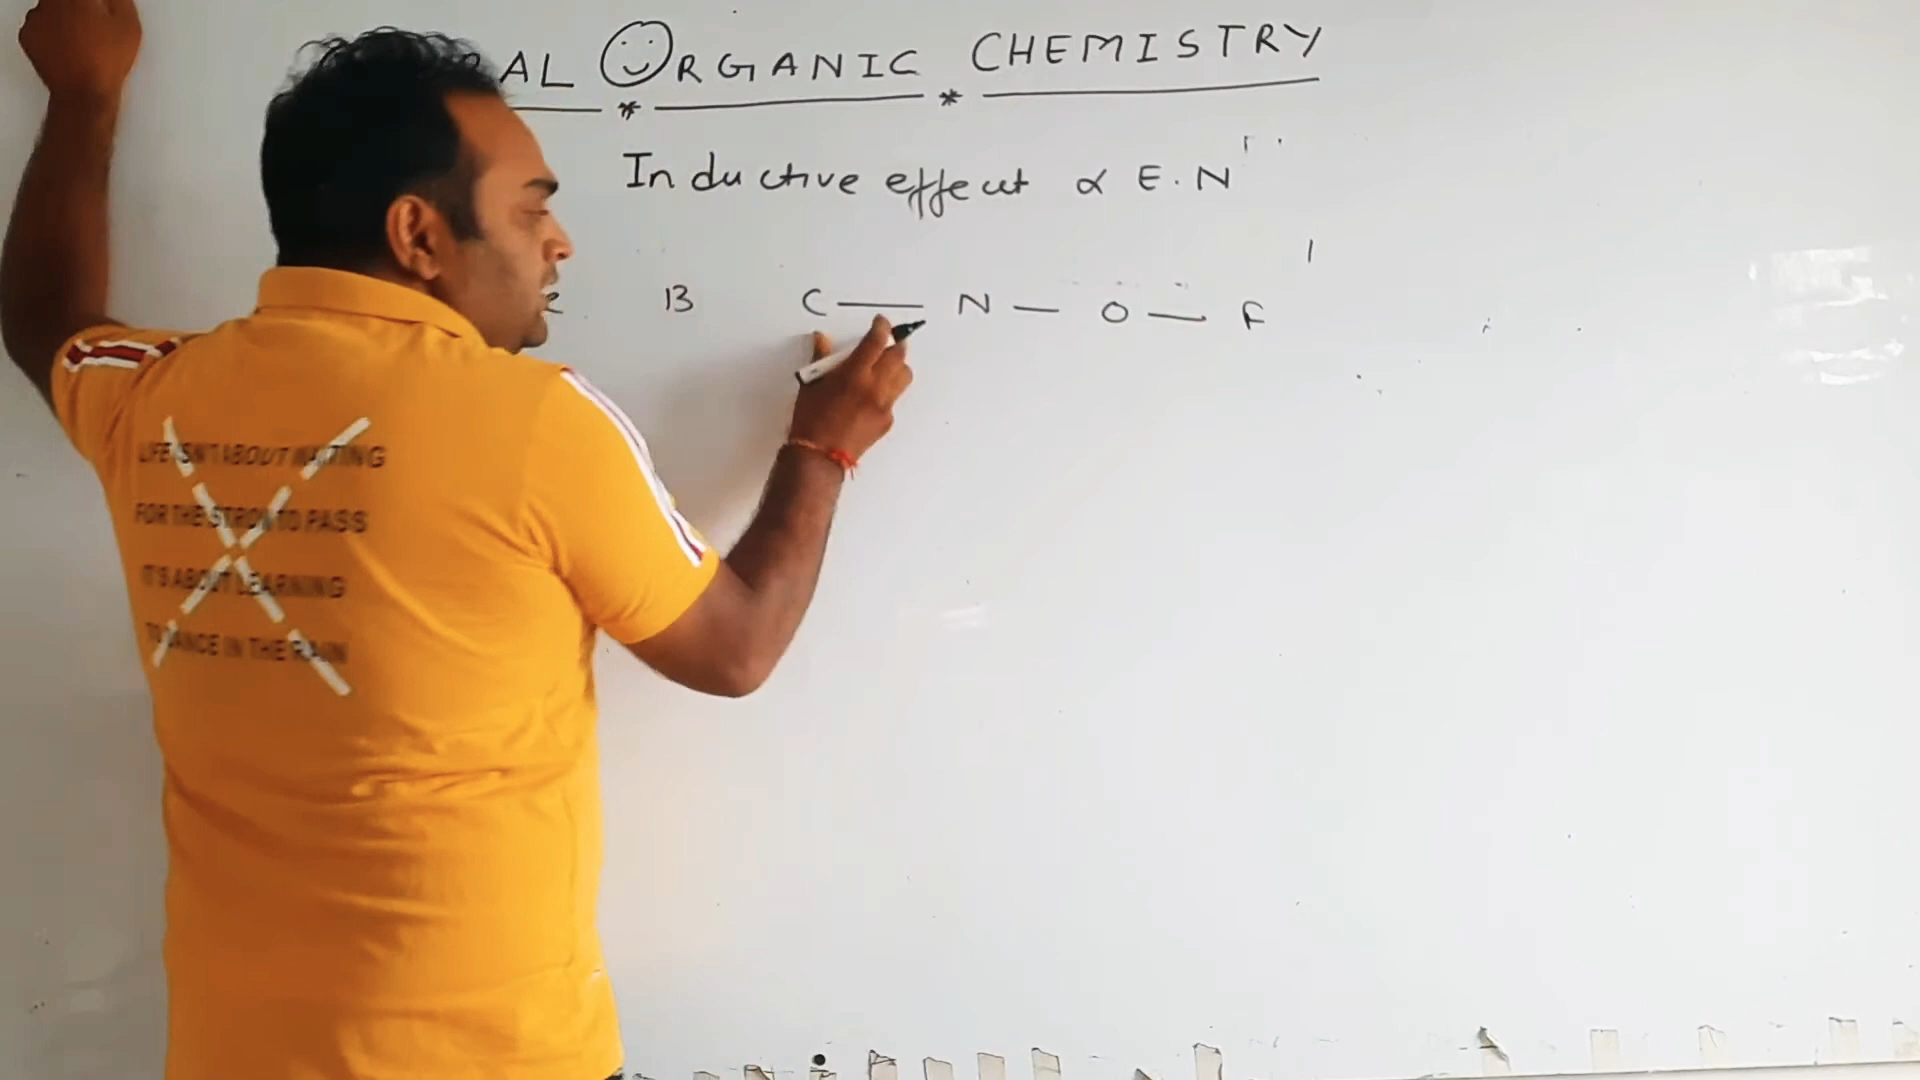 AL ORGANIC CHEMISTRY
Inductive effect ∝ E.N
B C — N — O — F
LIFE ISN'T ABOUT WAITING
FOR THE STROM TO PASS
IT'S ABOUT LEARNING
TO DANCE IN THE RAIN